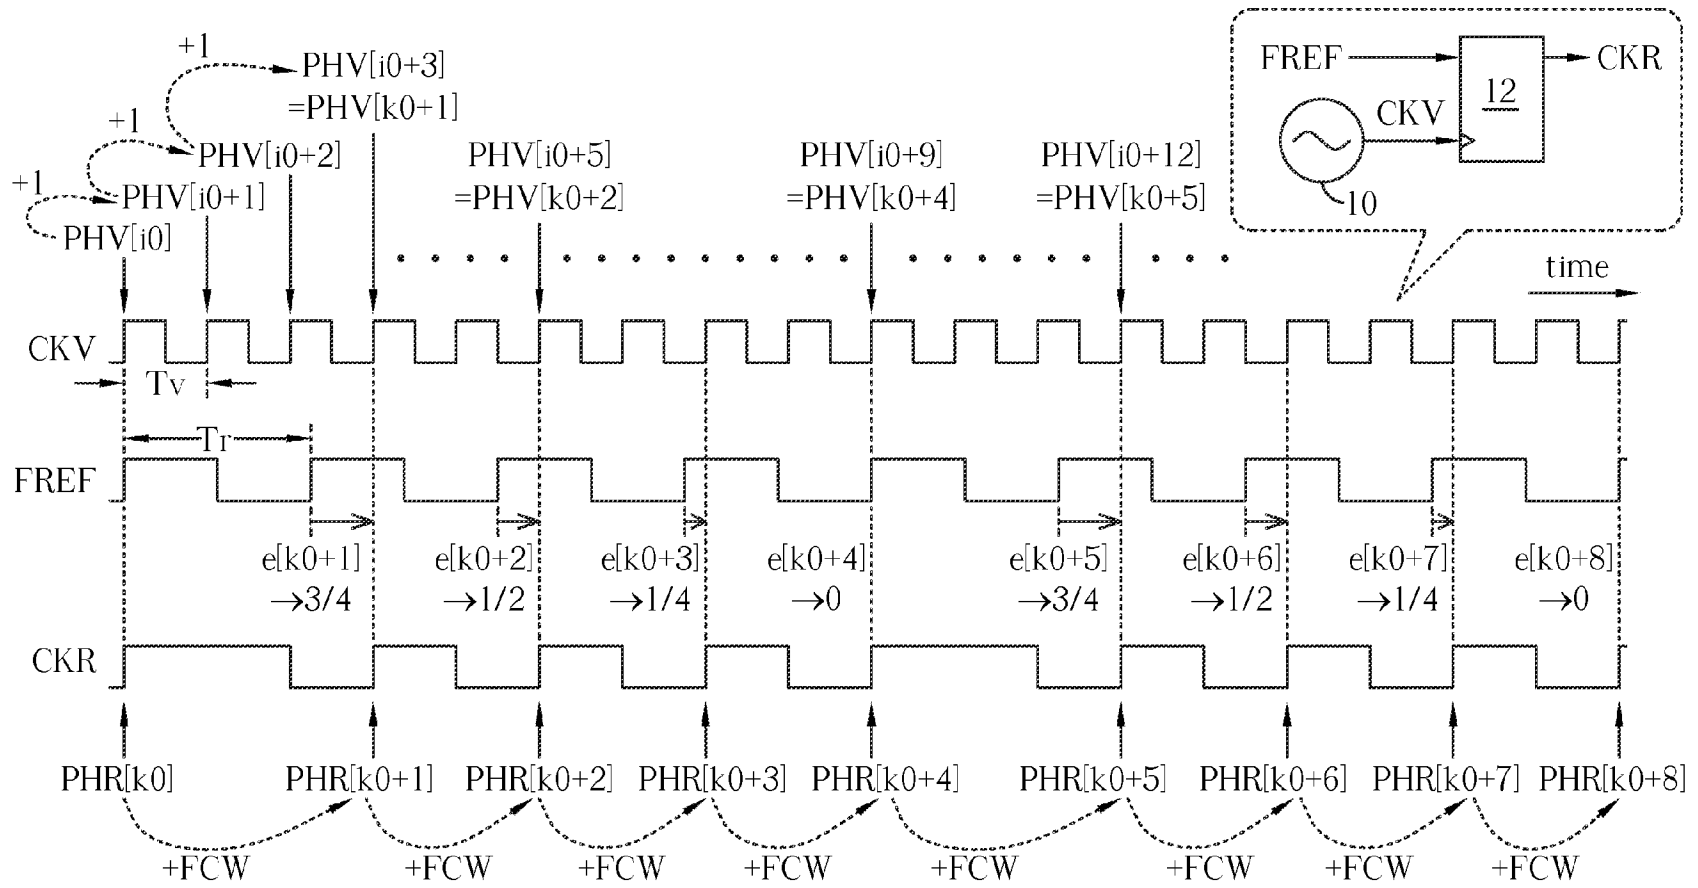 +1
PHV[i0+3]
=PHV[k0+1]
+1
PHV[i0+2]
+1
PHV[i0+1]
PHV[i0]
PHV[i0+5]
=PHV[k0+2]
PHV[i0+9]
=PHV[k0+4]
PHV[i0+12]
=PHV[k0+5]
FREF
12
CKR
CKV
10
time
CKV
Tv
Tr
FREF
e[k0+1]
→3/4
e[k0+2]
→1/2
e[k0+3]
→1/4
e[k0+4]
→0
e[k0+5]
→3/4
e[k0+6]
→1/2
e[k0+7]
→1/4
e[k0+8]
→0
CKR
PHR[k0] PHR[k0+1] PHR[k0+2] PHR[k0+3] PHR[k0+4] PHR[k0+5] PHR[k0+6] PHR[k0+7] PHR[k0+8]
+FCW +FCW +FCW +FCW +FCW +FCW +FCW +FCW